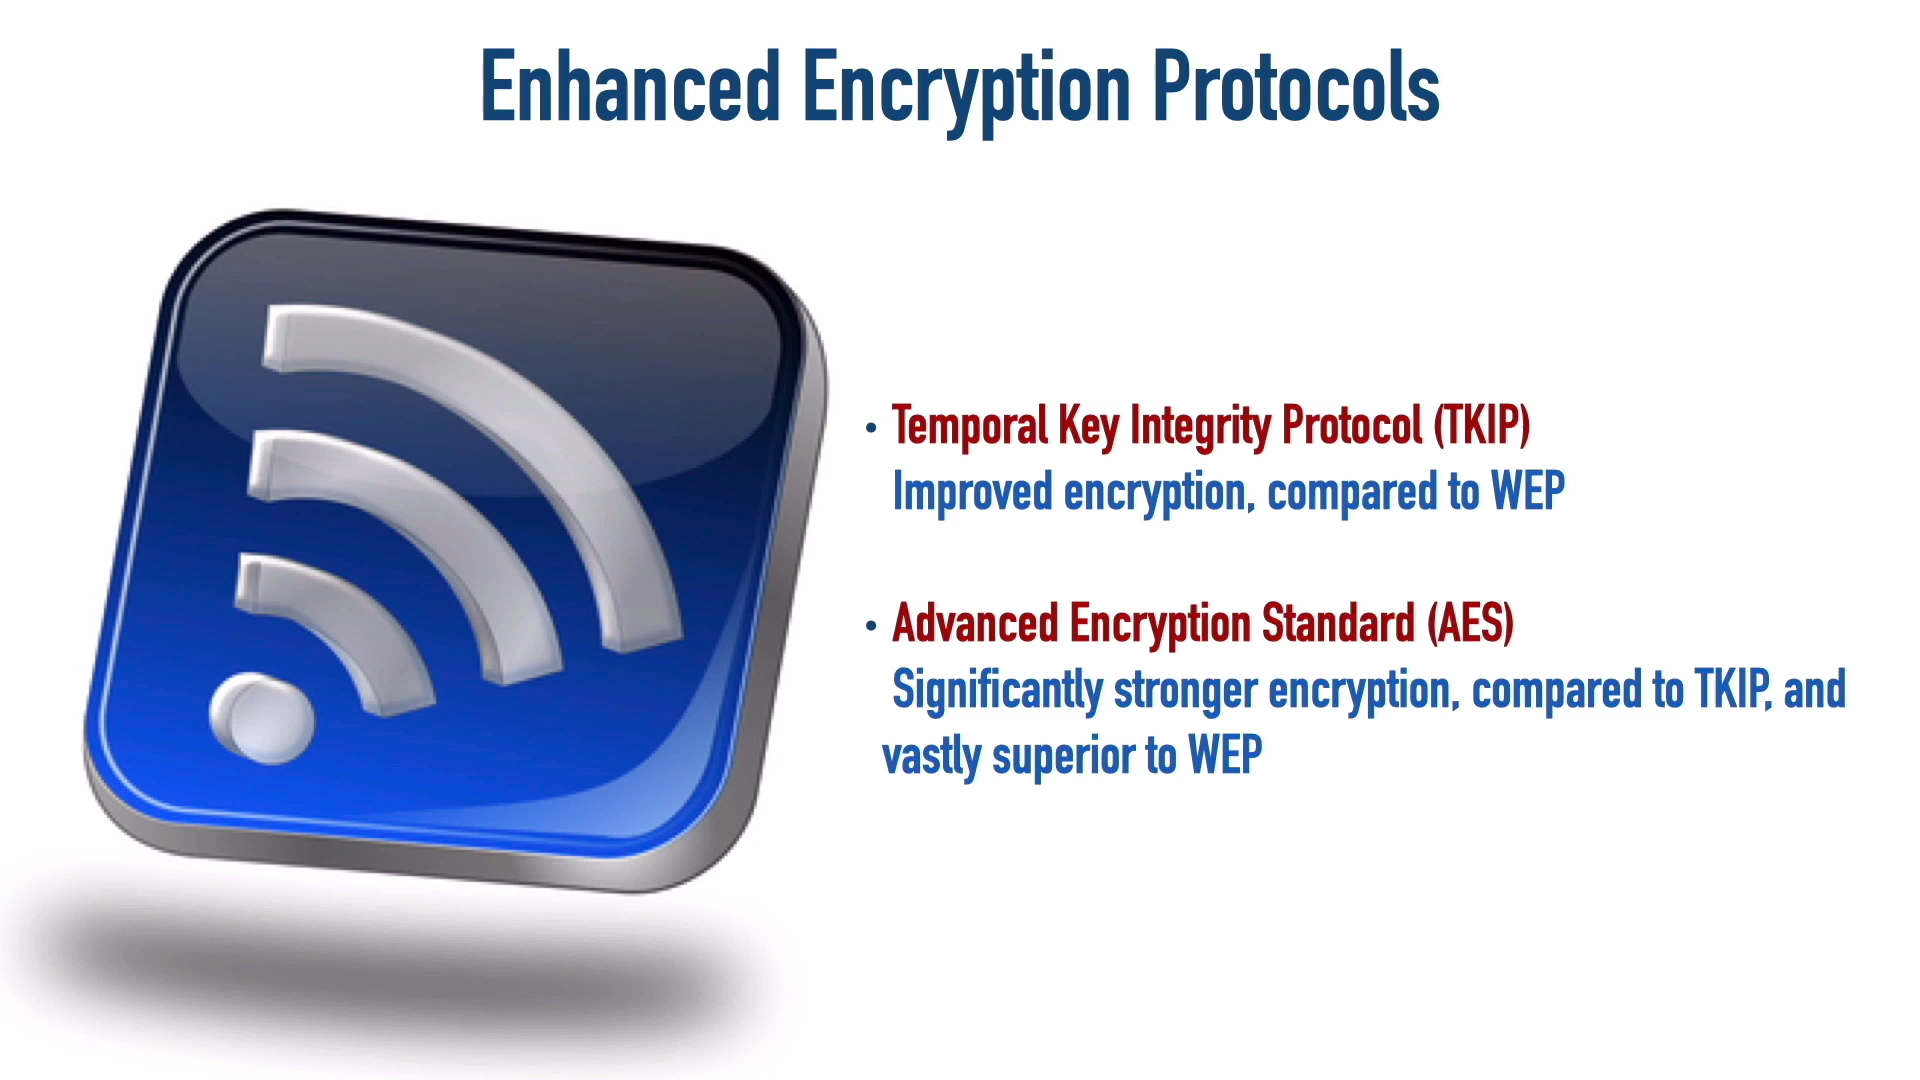 Enhanced Encryption Protocols
• Temporal Key Integrity Protocol (TKIP)
Improved encryption, compared to WEP
• Advanced Encryption Standard (AES)
Significantly stronger encryption, compared to TKIP, and
vastly superior to WEP